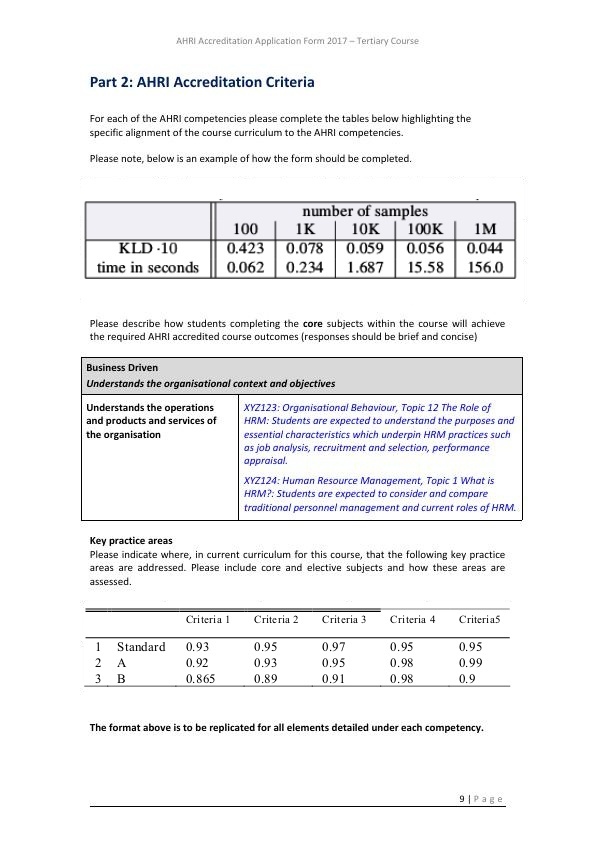 AHRI Accreditation Application Form 2017 – Tertiary Course
Part 2: AHRI Accreditation Criteria
For each of the AHRI competencies please complete the tables below highlighting the
specific alignment of the course curriculum to the AHRI competencies.
Please note, below is an example of how the form should be completed.
number of samples
100 1K 10K 100K 1M
KLD ·10 0.423 0.078 0.059 0.056 0.044
time in seconds 0.062 0.234 1.687 15.58 156.0
Please describe how students completing the core subjects within the course will achieve
the required AHRI accredited course outcomes (responses should be brief and concise)
Business Driven
Understands the organisational context and objectives
Understands the operations
and products and services of
the organisation
XYZ123: Organisational Behaviour, Topic 12 The Role of
HRM: Students are expected to understand the purposes and
essential characteristics which underpin HRM practices such
as job analysis, recruitment and selection, performance
appraisal.
XYZ124: Human Resource Management, Topic 1 What is
HRM?: Students are expected to consider and compare
traditional personnel management and current roles of HRM.
Key practice areas
Please indicate where, in current curriculum for this course, that the following key practice
areas are addressed. Please include core and elective subjects and how these areas are
assessed.
Criteria 1 Criteria 2 Criteria 3 Criteria 4 Criteria5
1 Standard 0.93 0.95 0.97 0.95 0.95
2 A 0.92 0.93 0.95 0.98 0.99
3 B 0.865 0.89 0.91 0.98 0.9
The format above is to be replicated for all elements detailed under each competency.
9 | Page